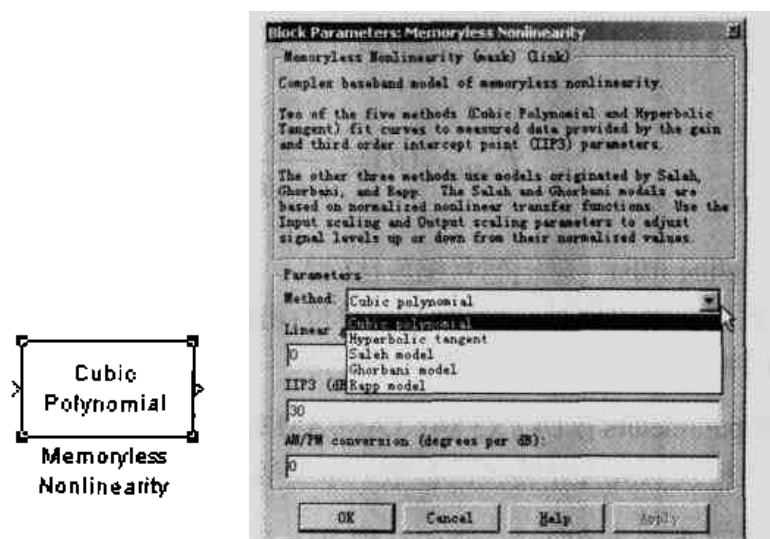 Cubic
Polynomial
Memoryless
Nonlinearity
Block Parameters: Memoryless Nonlinearity
Memoryless Nonlinearity (mask) (link)
Complex baseband model of memoryless nonlinearity.
Two of the five methods (Cubic Polynomial and Hyperbolic
Tangent) fit curves to measured data provided by the gain
and third order intercept point (IIP3) parameters.
The other three methods use models originated by Saleh,
Ghorbani, and Rapp. The Saleh and Ghorbani models are
based on normalized nonlinear transfer functions. Use the
Input scaling and Output scaling parameters to adjust
signal levels up or down from their normalized values.
Parameters
Method: Cubic polynomial
Cubic polynomial
Linear
Hyperbolic tangent
0
Saleh model
Ghorbani model
IIP3 (dB
Rapp model
30
AM/PM conversion (degrees per dB):
0
OK
Cancel
Help
Apply